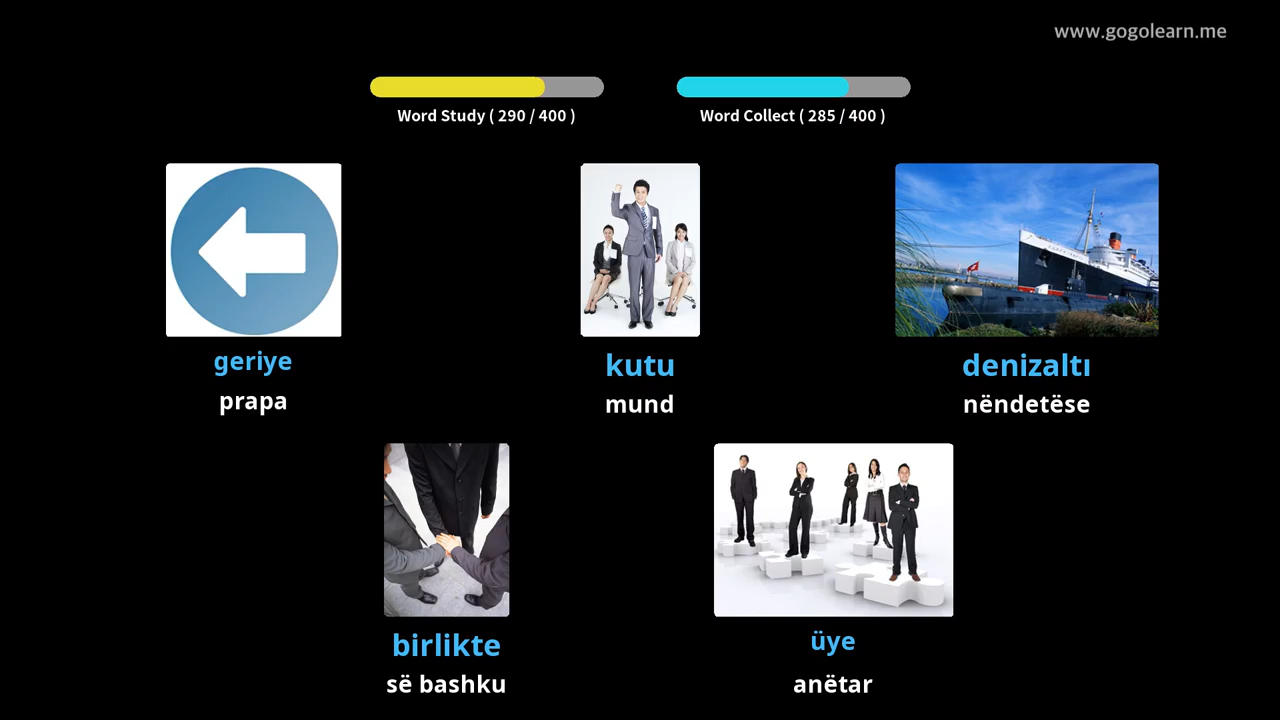 www.gogolearn.me
Word Study ( 290 / 400 )
Word Collect ( 285 / 400 )
geriye
prapa
kutu
mund
denizaltı
nëndetëse
birlikte
së bashku
üye
anëtar